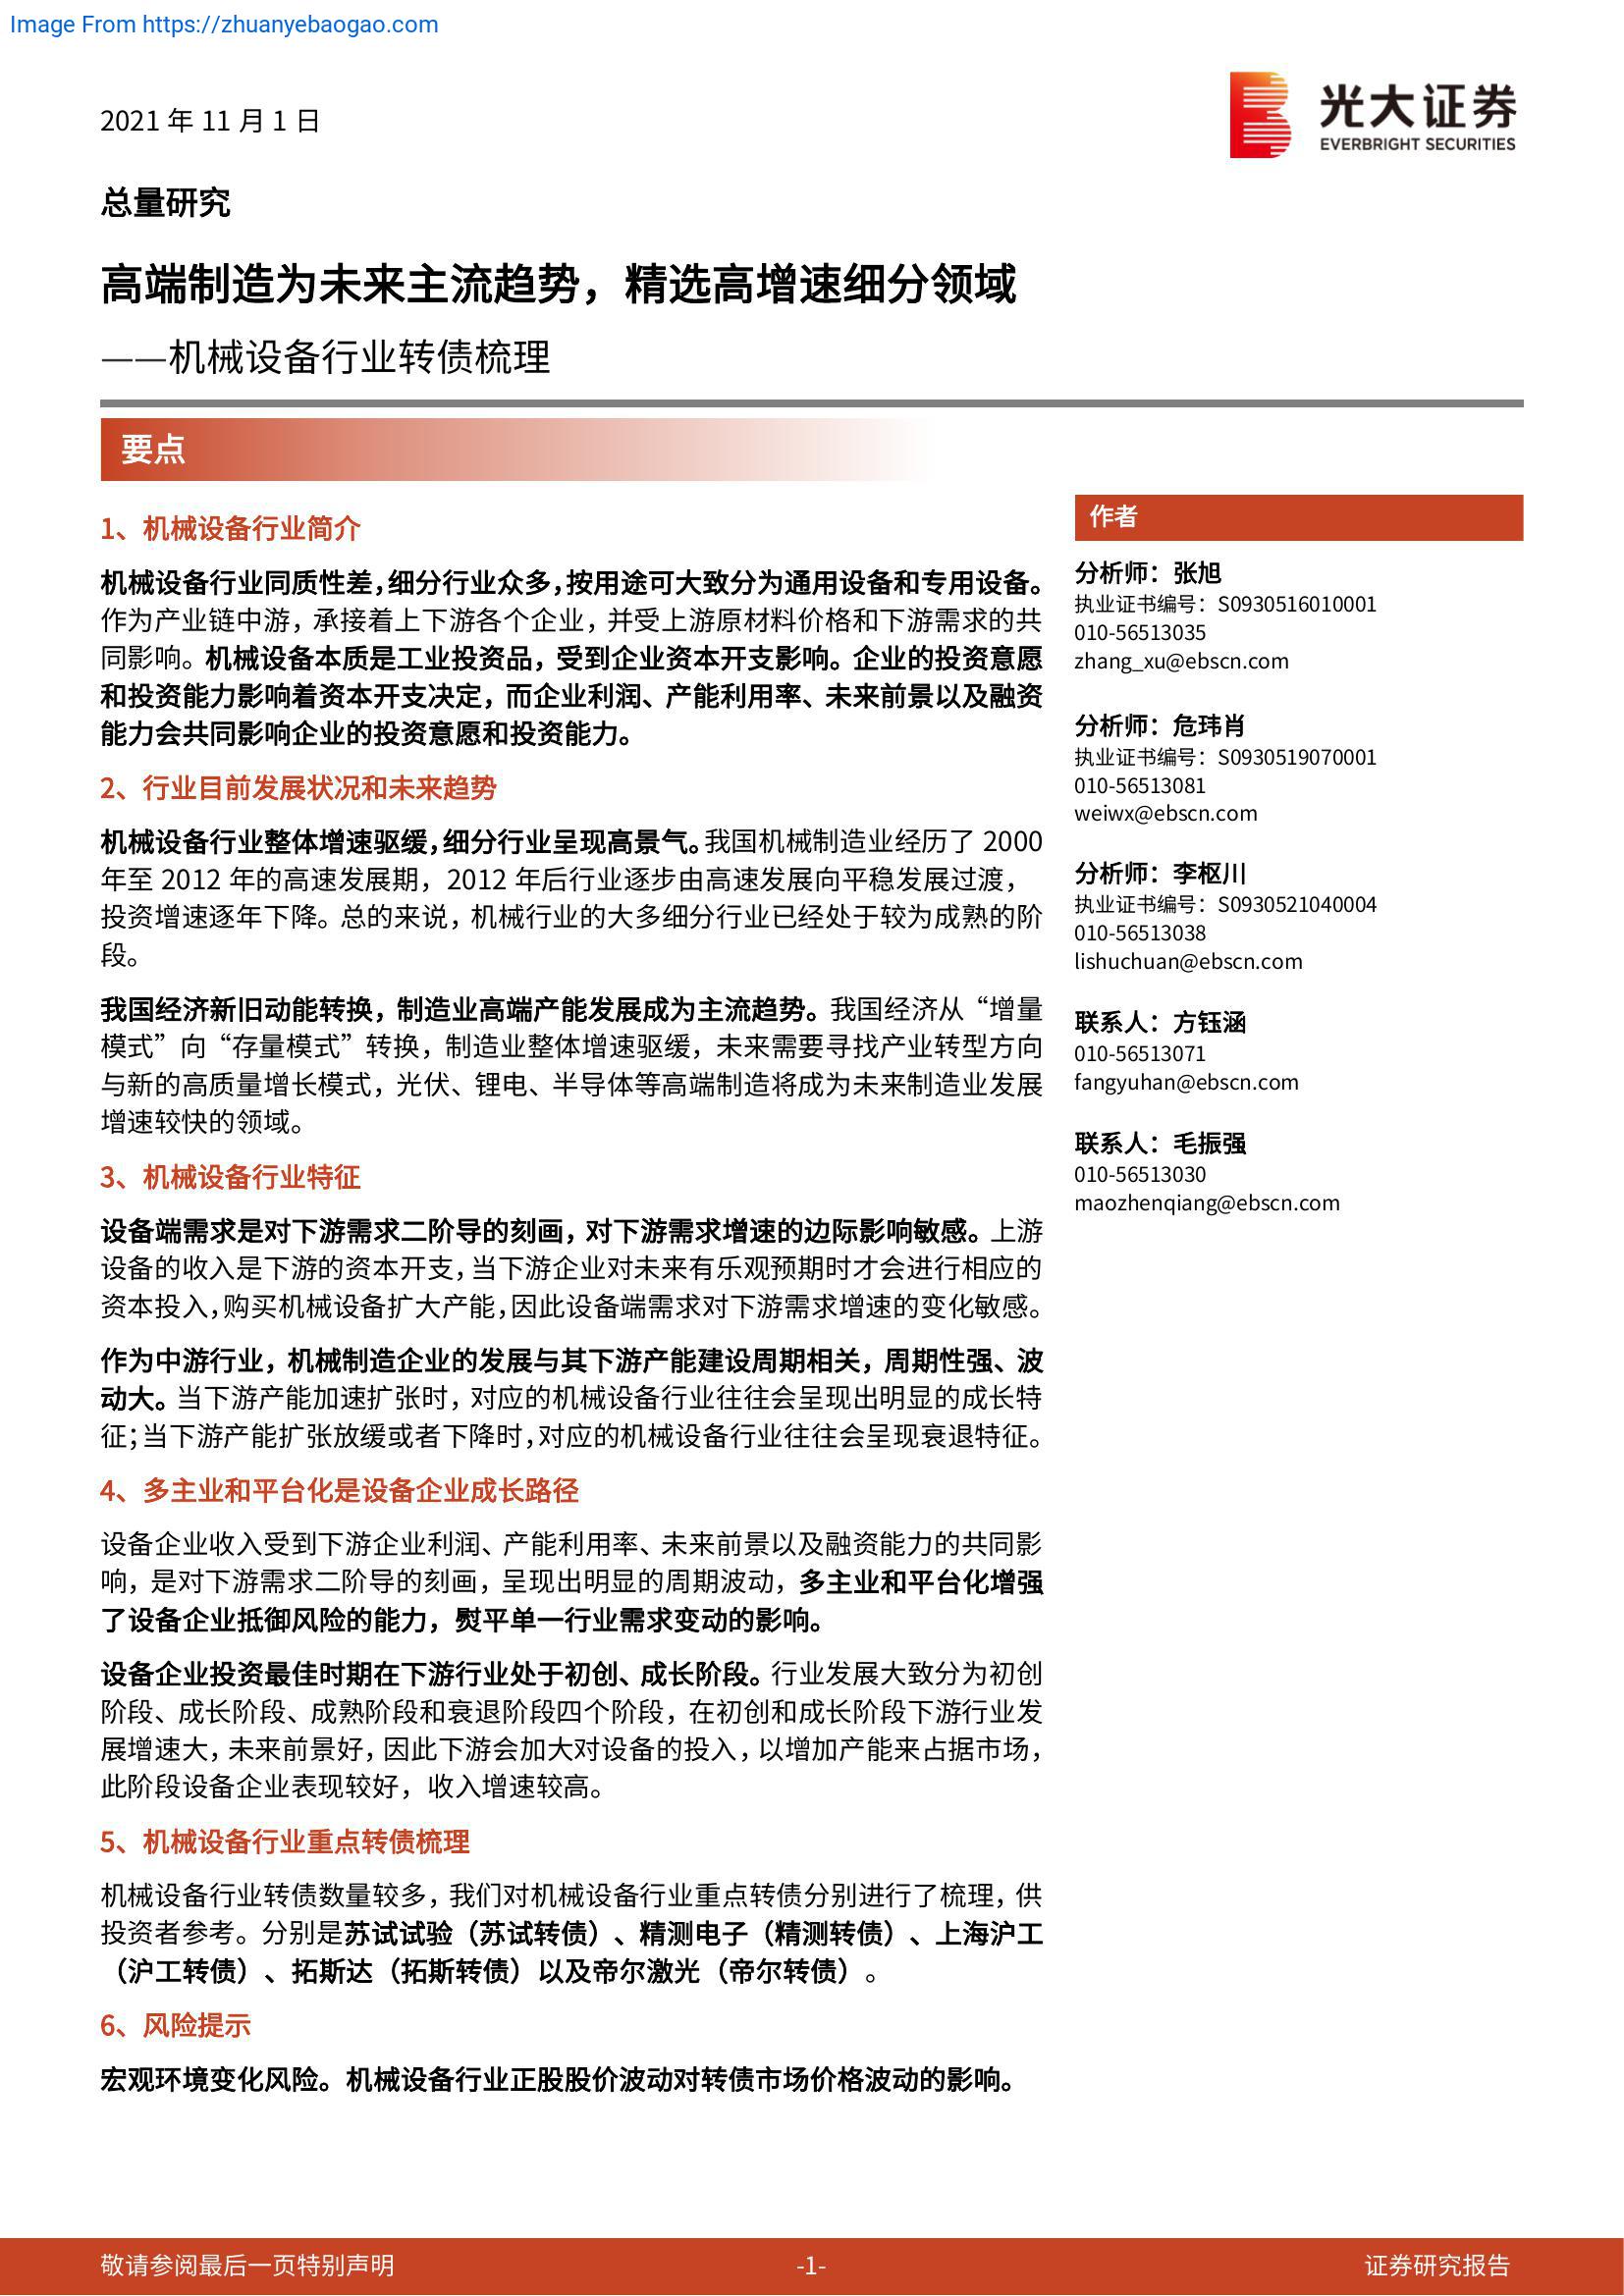 Image From https://zhuanyebaogao.com
2021 年 11 月 1 日
光大证券
EVERBRIGHT SECURITIES
总量研究
高端制造为未来主流趋势，精选高增速细分领域
——机械设备行业转债梳理
要点
1、机械设备行业简介
机械设备行业同质性差，细分行业众多，按用途可大致分为通用设备和专用设备。
作为产业链中游，承接着上下游各个企业，并受上游原材料价格和下游需求的共
同影响。机械设备本质是工业投资品，受到企业资本开支影响。企业的投资意愿
和投资能力影响着资本开支决定，而企业利润、产能利用率、未来前景以及融资
能力会共同影响企业的投资意愿和投资能力。
2、行业目前发展状况和未来趋势
机械设备行业整体增速驱缓，细分行业呈现高景气。我国机械制造业经历了 2000
年至 2012 年的高速发展期，2012 年后行业逐步由高速发展向平稳发展过渡，
投资增速逐年下降。总的来说，机械行业的大多细分行业已经处于较为成熟的阶
段。
我国经济新旧动能转换，制造业高端产能发展成为主流趋势。我国经济从“增量
模式”向“存量模式”转换，制造业整体增速驱缓，未来需要寻找产业转型方向
与新的高质量增长模式，光伏、锂电、半导体等高端制造将成为未来制造业发展
增速较快的领域。
3、机械设备行业特征
设备端需求是对下游需求二阶导的刻画，对下游需求增速的边际影响敏感。上游
设备的收入是下游的资本开支，当下游企业对未来有乐观预期时才会进行相应的
资本投入，购买机械设备扩大产能，因此设备端需求对下游需求增速的变化敏感。
作为中游行业，机械制造企业的发展与其下游产能建设周期相关，周期性强、波
动大。当下游产能加速扩张时，对应的机械设备行业往往会呈现出明显的成长特
征；当下游产能扩张放缓或者下降时，对应的机械设备行业往往会呈现衰退特征。
4、多主业和平台化是设备企业成长路径
设备企业收入受到下游企业利润、产能利用率、未来前景以及融资能力的共同影
响，是对下游需求二阶导的刻画，呈现出明显的周期波动，多主业和平台化增强
了设备企业抵御风险的能力，熨平单一行业需求变动的影响。
设备企业投资最佳时期在下游行业处于初创、成长阶段。行业发展大致分为初创
阶段、成长阶段、成熟阶段和衰退阶段四个阶段，在初创和成长阶段下游行业发
展增速大，未来前景好，因此下游会加大对设备的投入，以增加产能来占据市场，
此阶段设备企业表现较好，收入增速较高。
5、机械设备行业重点转债梳理
机械设备行业转债数量较多，我们对机械设备行业重点转债分别进行了梳理，供
投资者参考。分别是苏试试验（苏试转债）、精测电子（精测转债）、上海沪工
（沪工转债）、拓斯达（拓斯转债）以及帝尔激光（帝尔转债）。
6、风险提示
宏观环境变化风险。机械设备行业正股股价波动对转债市场价格波动的影响。
作者
分析师：张旭
执业证书编号：S0930516010001
010-56513035
zhang_xu@ebscn.com
分析师：危玮肖
执业证书编号：S0930519070001
010-56513081
weiwx@ebscn.com
分析师：李枢川
执业证书编号：S0930521040004
010-56513038
lishuchuan@ebscn.com
联系人：方钰涵
010-56513071
fangyuhan@ebscn.com
联系人：毛振强
010-56513030
maozhenqiang@ebscn.com
敬请参阅最后一页特别声明
-1-
证券研究报告